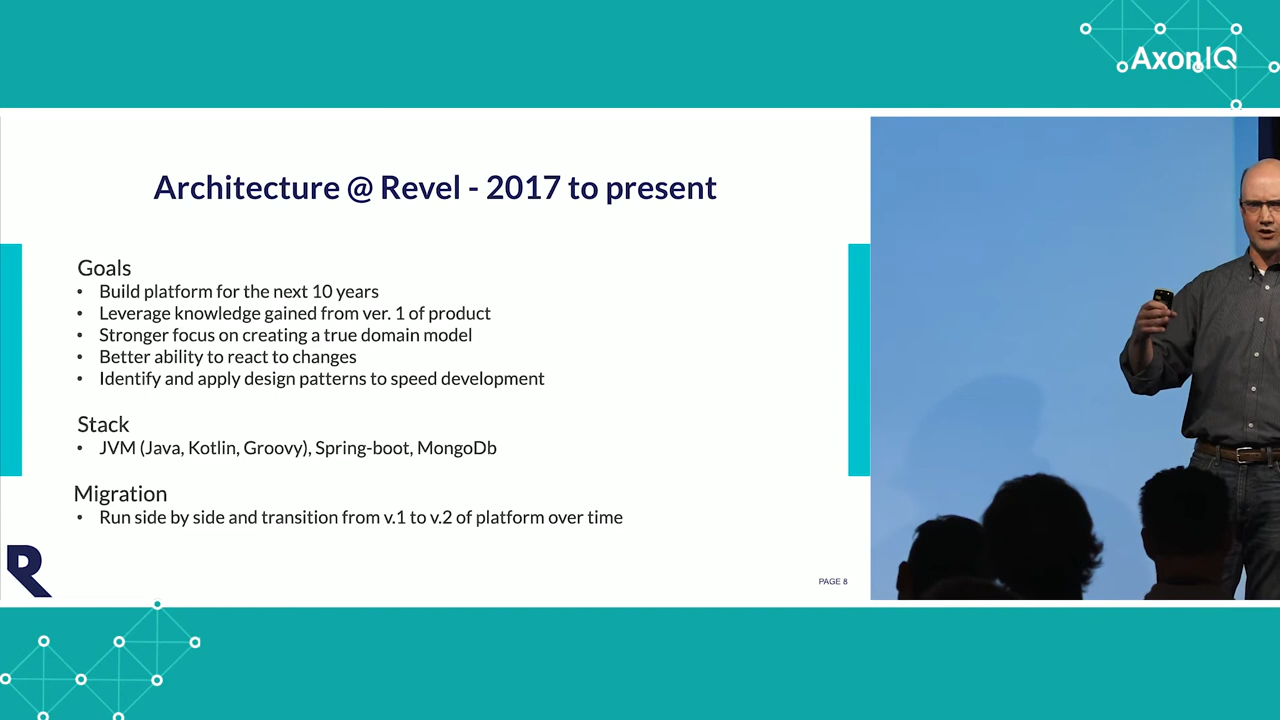 AxonIQ
Architecture @ Revel - 2017 to present
Goals
• Build platform for the next 10 years
• Leverage knowledge gained from ver. 1 of product
• Stronger focus on creating a true domain model
• Better ability to react to changes
• Identify and apply design patterns to speed development
Stack
• JVM (Java, Kotlin, Groovy), Spring-boot, MongoDb
Migration
• Run side by side and transition from v.1 to v.2 of platform over time
R
PAGE 8